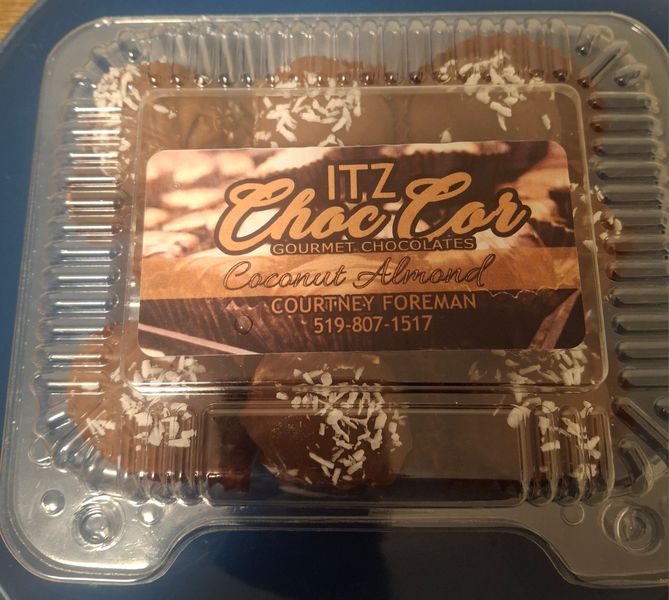 ITZ
Choc Cor
GOURMET CHOCOLATES
Coconut Almond
COURTNEY FOREMAN
519-807-1517